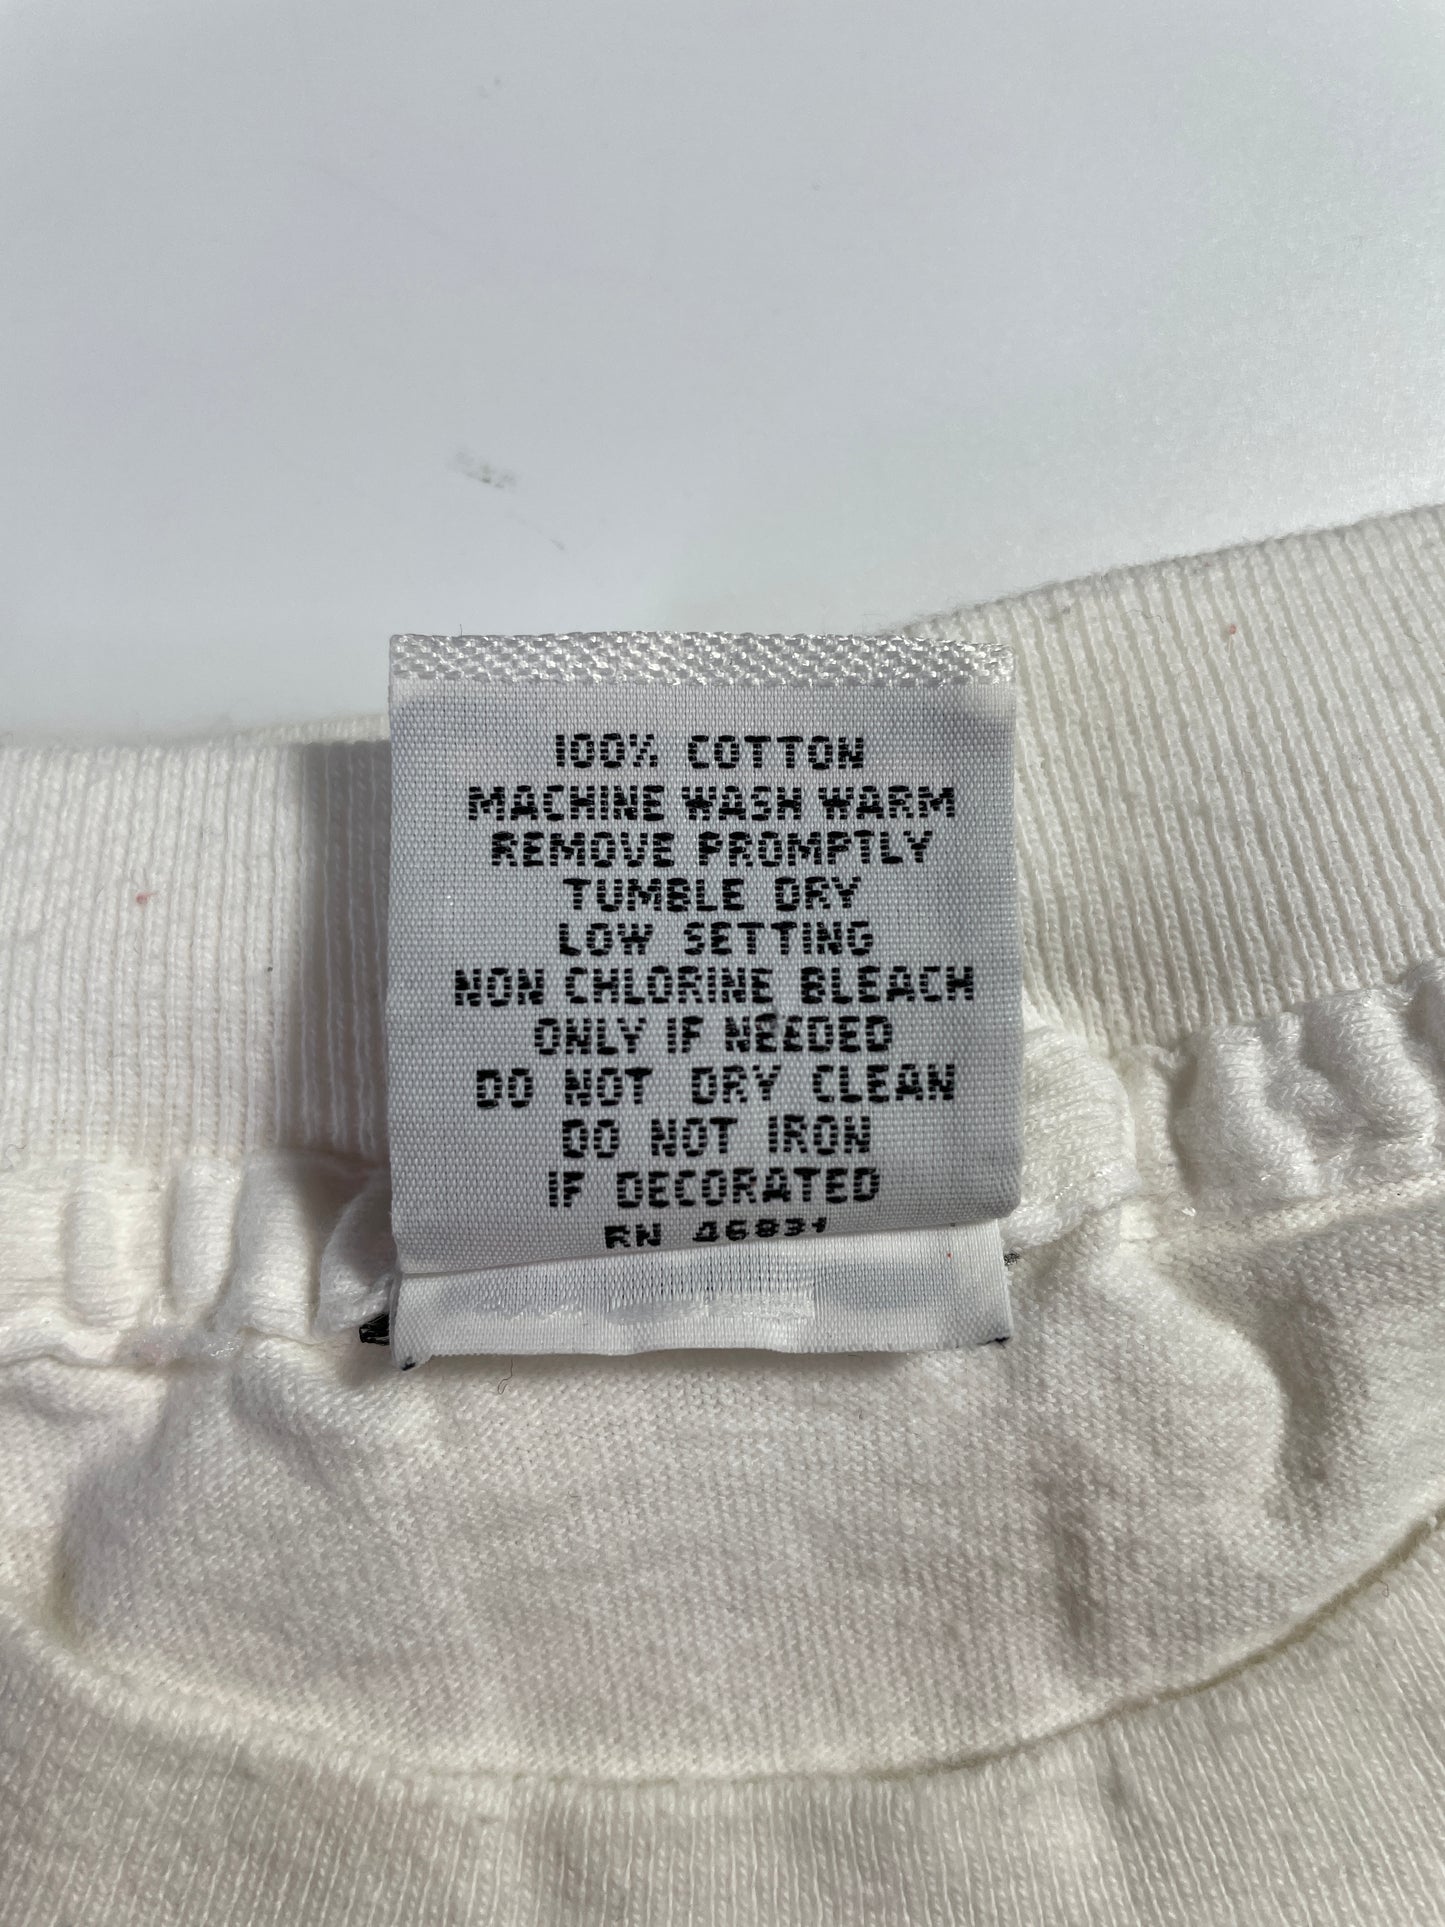 100% COTTON
MACHINE WASH WARM
REMOVE PROMPTLY
TUMBLE DRY
LOW SETTING
NON CHLORINE BLEACH
ONLY IF NEEDED
DO NOT DRY CLEAN
DO NOT IRON
IF DECORATED
RN